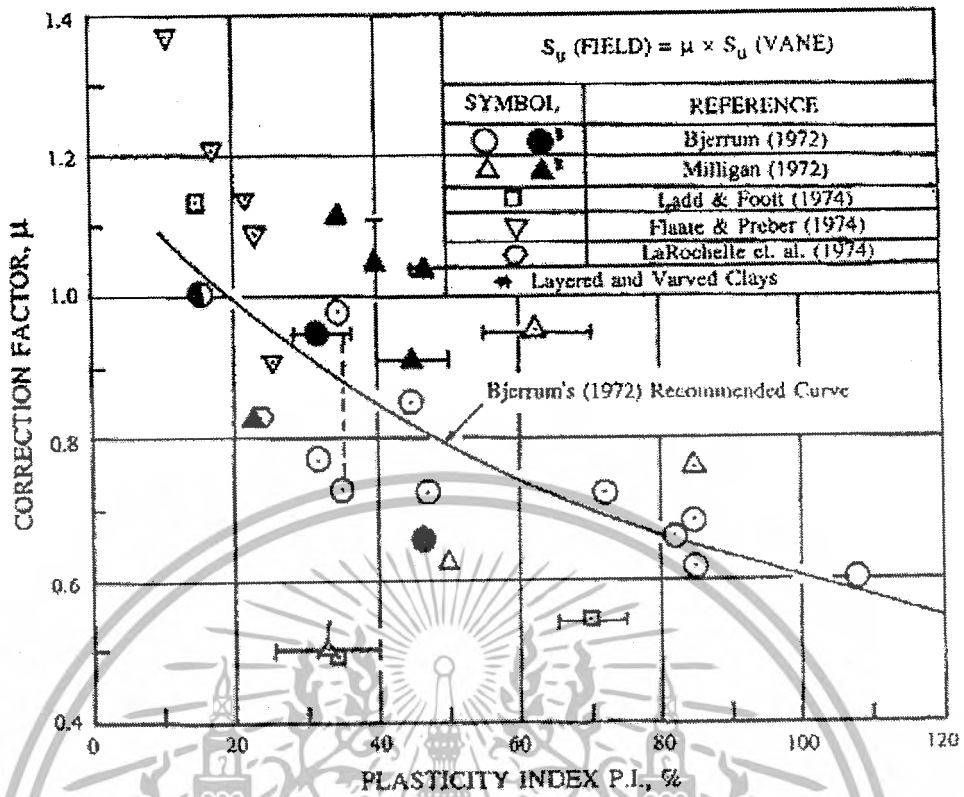 1.4
1.2
1.0
0.8
0.6
0.4
CORRECTION FACTOR, μ
S_u (FIELD) = μ × S_u (VANE)
SYMBOL, REFERENCE
* Bjerrum (1972)
* Milligan (1972)
Ladd & Foott (1974)
Flaate & Preber (1974)
LaRochelle et. al. (1974)
* Layered and Varved Clays
Bjerrum's (1972) Recommended Curve
0 20 40 60 80 100 120
PLASTICITY INDEX P.I., %